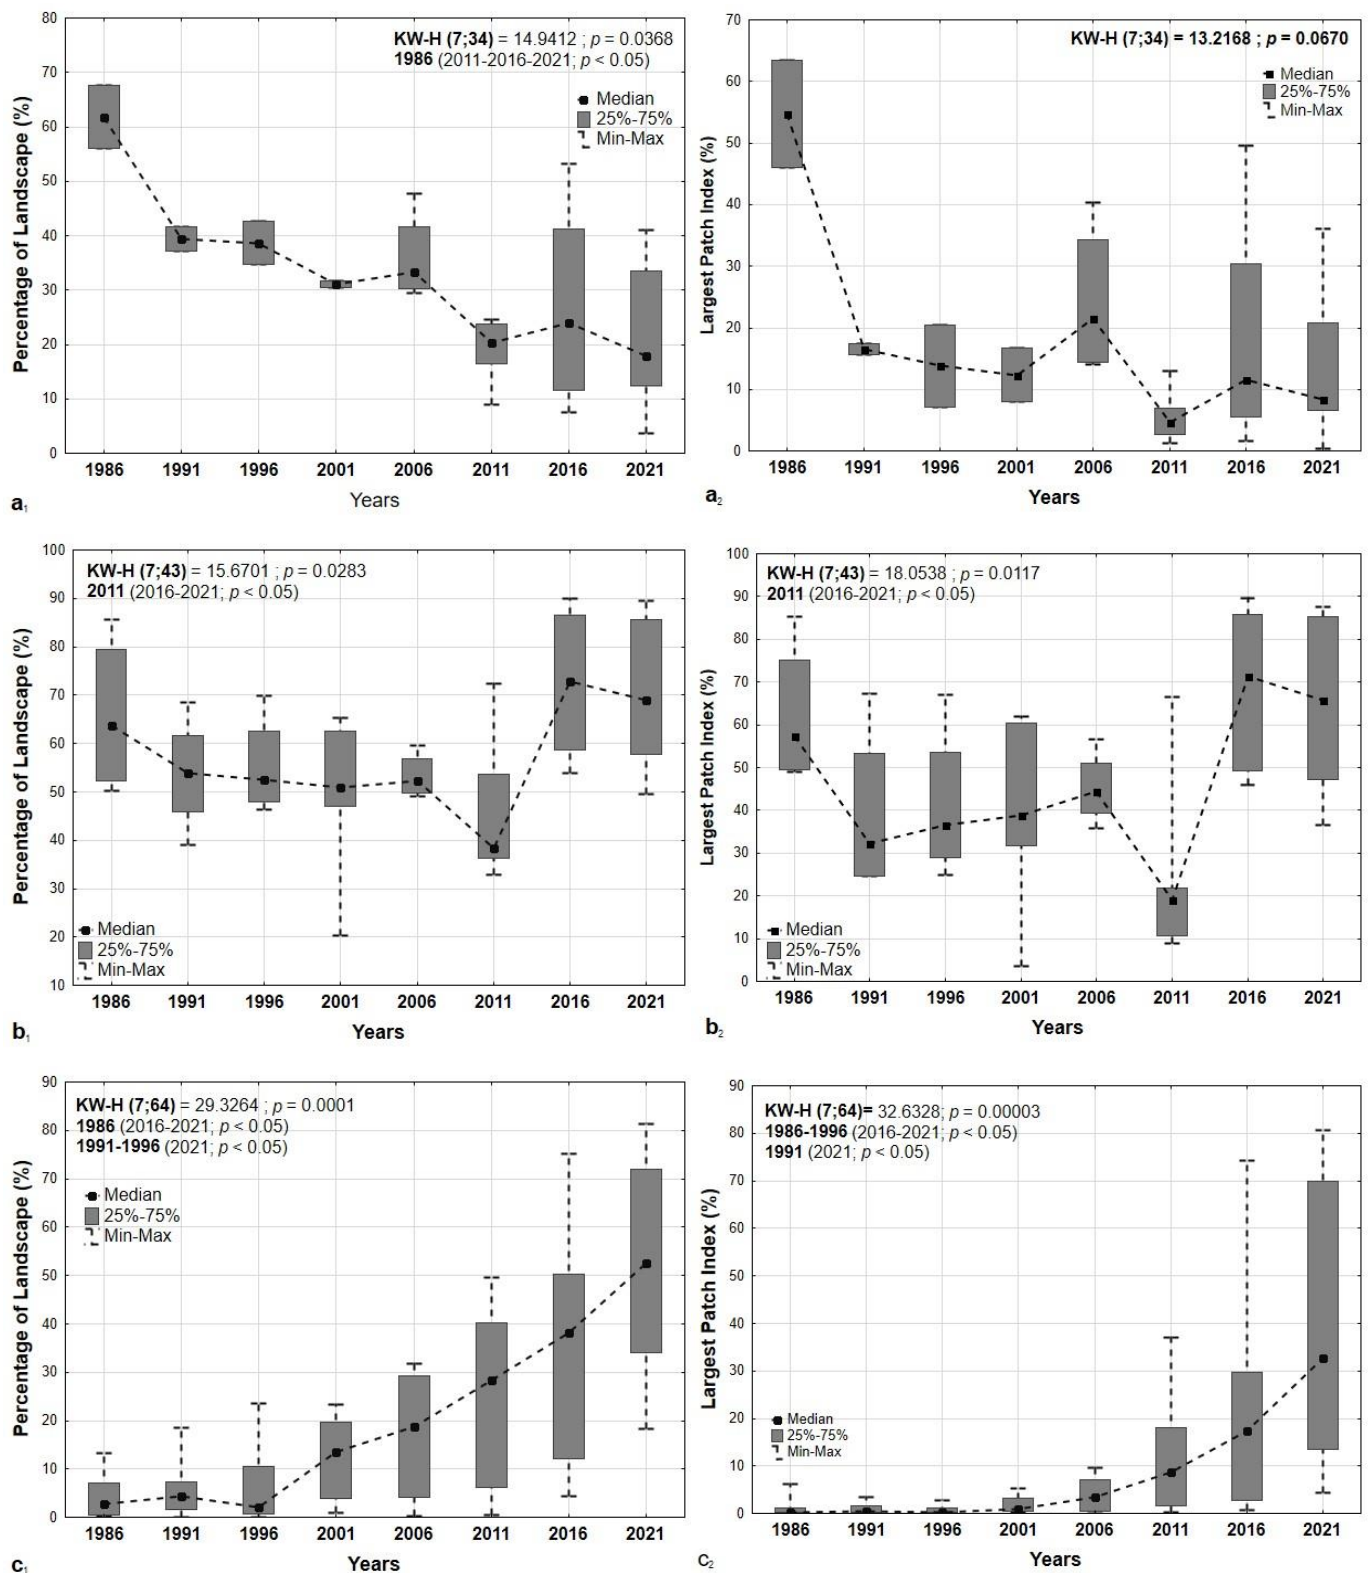 KW-H (7;34) = 14.9412 ; p = 0.0368
1986 (2011-2016-2021; p < 0.05)
Median
25%-75%
Min-Max
Percentage of Landscape (%)
80
70
60
50
40
30
20
10
0
1986 1991 1996 2001 2006 2011 2016 2021
Years
a1
KW-H (7;34) = 13.2168 ; p = 0.0670
Median
25%-75%
Min-Max
Largest Patch Index (%)
70
60
50
40
30
20
10
0
1986 1991 1996 2001 2006 2011 2016 2021
Years
a2
KW-H (7;43) = 15.6701 ; p = 0.0283
2011 (2016-2021; p < 0.05)
Median
25%-75%
Min-Max
Percentage of Landscape (%)
100
90
80
70
60
50
40
30
20
10
1986 1991 1996 2001 2006 2011 2016 2021
Years
b1
KW-H (7;43) = 18.0538 ; p = 0.0117
2011 (2016-2021; p < 0.05)
Median
25%-75%
Min-Max
Largest Patch Index (%)
100
90
80
70
60
50
40
30
20
10
0
1986 1991 1996 2001 2006 2011 2016 2021
Years
b2
KW-H (7;64) = 29.3264 ; p = 0.0001
1986 (2016-2021; p < 0.05)
1991-1996 (2021; p < 0.05)
Median
25%-75%
Min-Max
Percentage of Landscape (%)
90
80
70
60
50
40
30
20
10
0
1986 1991 1996 2001 2006 2011 2016 2021
Years
c1
KW-H (7;64)= 32.6328; p = 0.00003
1986-1996 (2016-2021; p < 0.05)
1991 (2021; p < 0.05)
Median
25%-75%
Min-Max
Largest Patch Index (%)
90
80
70
60
50
40
30
20
10
0
1986 1991 1996 2001 2006 2011 2016 2021
Years
c2